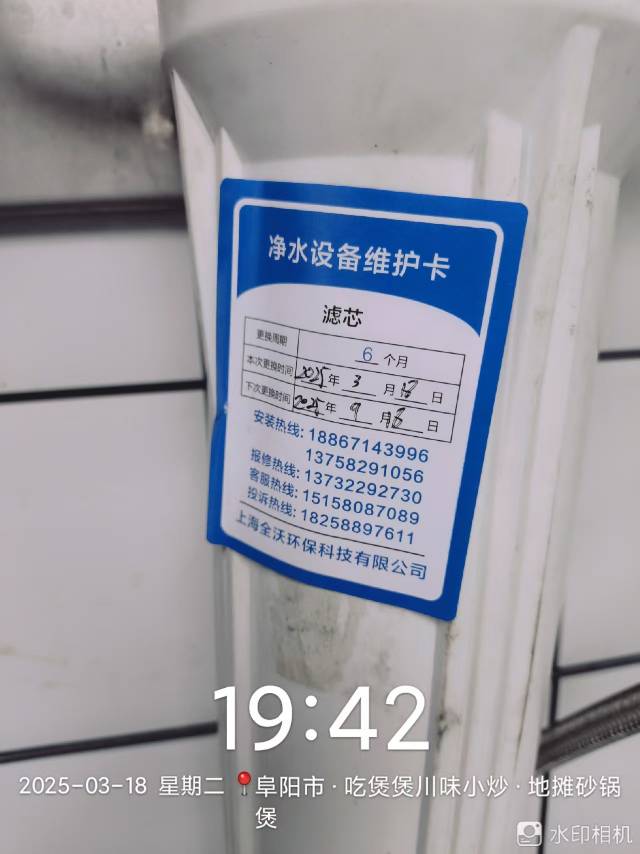 净水设备维护卡
滤芯
更换周期 6 个月
本次更换时间 2025年 3 月 18 日
下次更换时间 2025年 9 月 18 日
安装热线: 18867143996
13758291056
报修热线: 13732292730
客服热线: 15158087089
投诉热线: 18258897611
上海全沃环保科技有限公司
19:42
2025-03-18 星期二 阜阳市·吃煲煲川味小炒·地摊砂锅
煲
水印相机